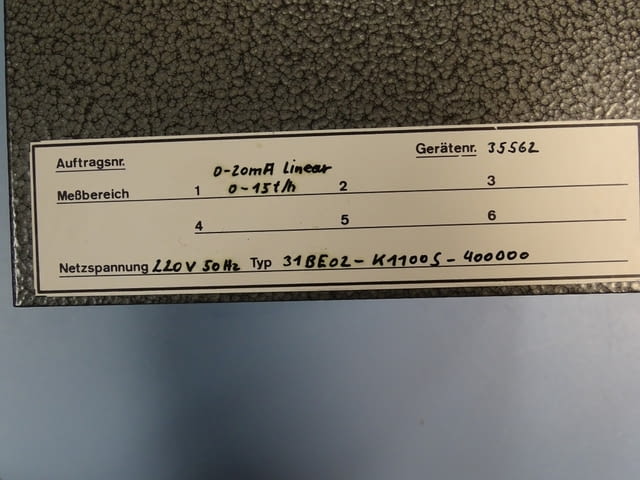 Auftragsnr. Gerätenr. 35562
0-20mA Linear
Meßbereich 1 0-15t/h 2 3
4 5 6
Netzspannung 220V 50Hz Typ 31BE02-K1100S-400000